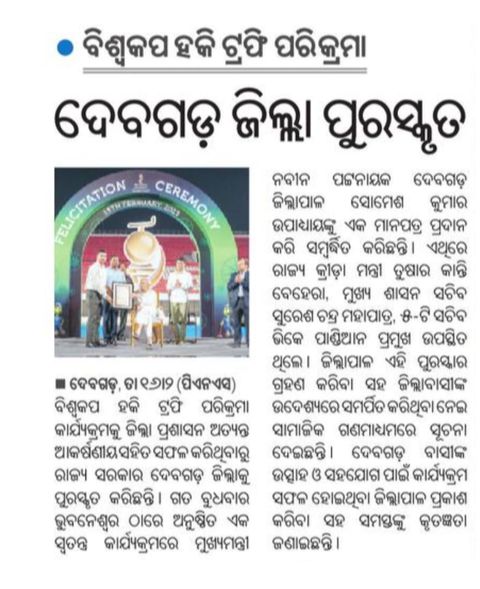 ବିଶ୍ୱକପ ହକି ଟ୍ରଫି ପରିକ୍ରମା
ଦେବଗଡ଼ ଜିଲ୍ଲା ପୁରସ୍କୃତ
FELICITATION CEREMONY
15TH FEBRUARY, 2023
■ ଦେବଗଡ଼, ତା ୧୬ା୨ (ପିଏନଏସ)
ବିଶ୍ୱକପ ହକି ଟ୍ରଫି ପରିକ୍ରମା
କାର୍ଯ୍ୟକ୍ରମକୁ ଜିଲ୍ଲା ପ୍ରଶାସନ ଅତ୍ୟନ୍ତ
ଆକର୍ଷଣୀୟ ସହିତ ସଫଳ କରିଥିବାରୁ
ରାଜ୍ୟ ସରକାର ଦେବଗଡ଼ ଜିଲ୍ଲାକୁ
ପୁରସ୍କୃତ କରିଛନ୍ତି । ଗତ ବୁଧବାର
ଭୁବନେଶ୍ୱର ଠାରେ ଅନୁଷ୍ଠିତ ଏକ
ସ୍ୱତନ୍ତ୍ର କାର୍ଯ୍ୟକ୍ରମରେ ମୁଖ୍ୟମନ୍ତ୍ରୀ
ନବୀନ ପଟ୍ଟନାୟକ ଦେବଗଡ଼
ଜିଲ୍ଲାପାଳ ସୋମେଶ କୁମାର
ଉପାଧ୍ୟାୟଙ୍କୁ ଏକ ମାନପତ୍ର ପ୍ରଦାନ
କରି ସମ୍ବର୍ଦ୍ଧିତ କରିଛନ୍ତି । ଏଥିରେ
ରାଜ୍ୟ କ୍ରୀଡ଼ା ମନ୍ତ୍ରୀ ତୁଷାର କାନ୍ତି
ବେହେରା, ମୁଖ୍ୟ ଶାସନ ସଚିବ
ସୁରେଶ ଚନ୍ଦ୍ର ମହାପାତ୍ର, ୫-ଟି ସଚିବ
ଭିକେ ପାଣ୍ଡିଆନ ପ୍ରମୁଖ ଉପସ୍ଥିତ
ଥିଲେ । ଜିଲ୍ଲାପାଳ ଏହି ପୁରସ୍କାର
ଗ୍ରହଣ କରିବା ସହ ଜିଲ୍ଲାବାସୀଙ୍କ
ଉଦେଶ୍ୟରେ ସମର୍ପିତ କରିଥିବା ନେଇ
ସାମାଜିକ ଗଣମାଧ୍ୟମରେ ସୂଚନା
ଦେଇଛନ୍ତି । ଦେବଗଡ଼ ବାସୀଙ୍କ
ଉତ୍ସାହ ଓ ସହଯୋଗ ପାଇଁ କାର୍ଯ୍ୟକ୍ରମ
ସଫଳ ହୋଇଥିବା ଜିଲ୍ଲାପାଳ ପ୍ରକାଶ
କରିବା ସହ ସମସ୍ତଙ୍କୁ କୃତଜ୍ଞତା
ଜଣାଇଛନ୍ତି ।